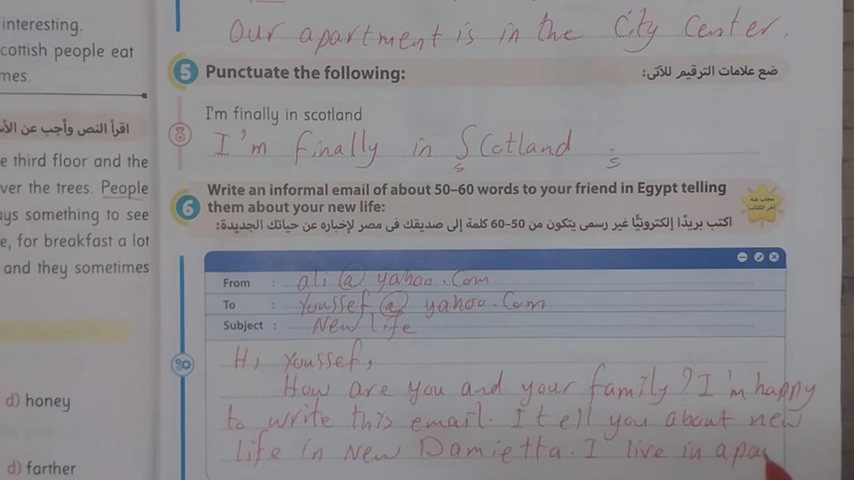 interesting.
cottish people eat
mes.
اقرأ النص وأجب عن
e third floor and the
ver the trees. People
ys something to see
e, for breakfast a lot
and they sometimes
d) honey
d) farther
Our apartment is in the City Center.
5 Punctuate the following:
ضع علامات الترقيم للآتى:
I'm finally in scotland
I'm finally in Scotland .
s s
6 Write an informal email of about 50-60 words to your friend in Egypt telling
them about your new life:
اكتب بريدًا إلكترونيًّا غير رسمى يتكون من 50-60 كلمة إلى صديقك فى مصر لإخباره عن حياتك الجديدة:
From : ali@yahoo.Com
To : Youssef@yahoo.Com
Subject : New life
Hi Youssef,
How are you and your family? I'm happy
to write this email. I tell you about new
life in New Damietta. I live in apa